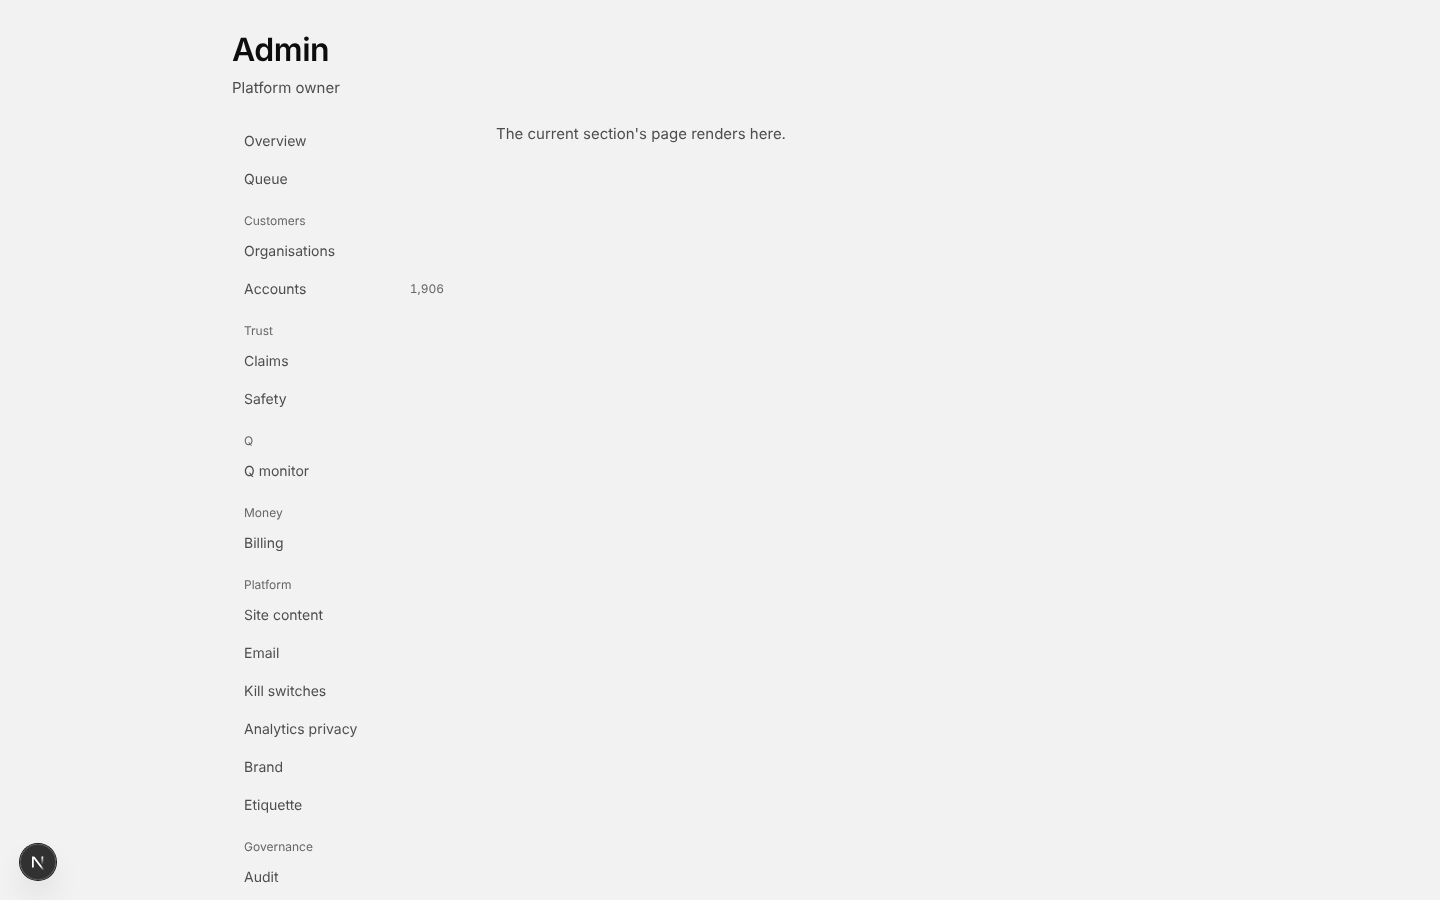 Admin
Platform owner
Overview
Queue
Customers
Organisations
Accounts 1,906
Trust
Claims
Safety
Q
Q monitor
Money
Billing
Platform
Site content
Email
Kill switches
Analytics privacy
Brand
Etiquette
Governance
Audit
The current section's page renders here.
N